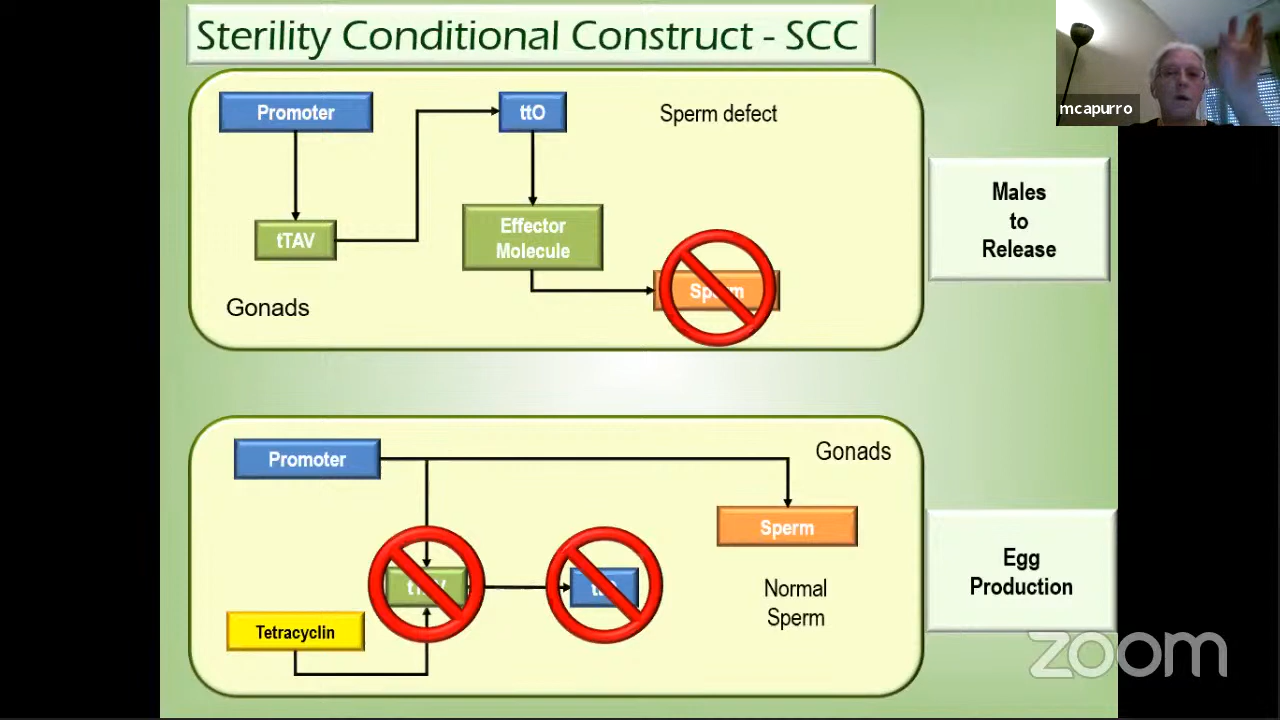 Sterility Conditional Construct - SCC
mcapurro
Promoter
ttO
Sperm defect
tTAV
Effector
Molecule
Sperm
Gonads
Males
to
Release
Promoter
Gonads
Sperm
Normal
Sperm
Tetracyclin
Egg
Production
zoom